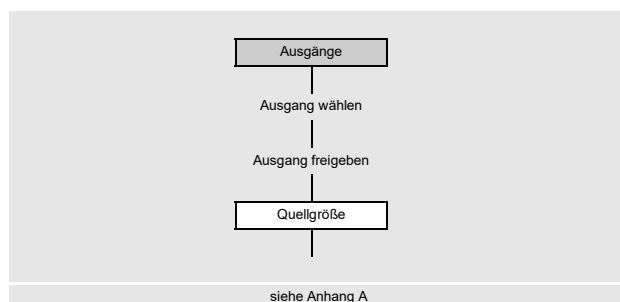 Ausgänge
Ausgang wählen
Ausgang freigeben
Quellgröße
siehe Anhang A